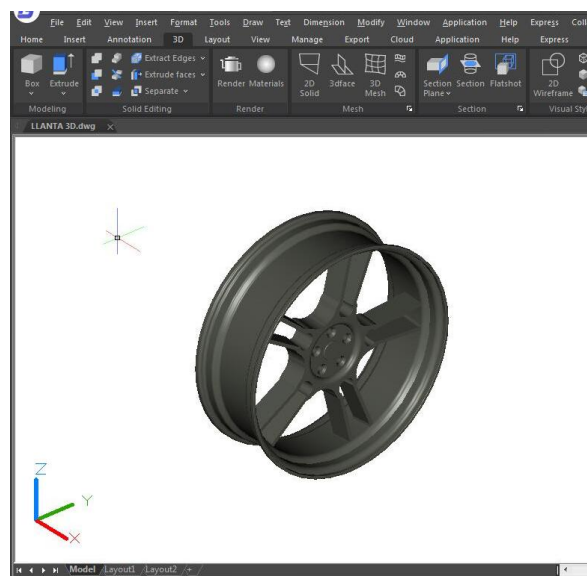 File Edit View Insert Format Tools Draw Text Dimension Modify Window Application Help Express Coll
Home Insert Annotation 3D Layout View Manage Export Cloud Application Help Express
Box Extrude Extract Edges Extrude faces Separate Render Materials 2D Solid 3dface 3D Mesh Section Plane Section Flatshot 2D Wireframe
Modeling Solid Editing Render Mesh Section Visual Sty
LLANTA 3D.dwg
Z
Y
X
Model Layout1 Layout2 +